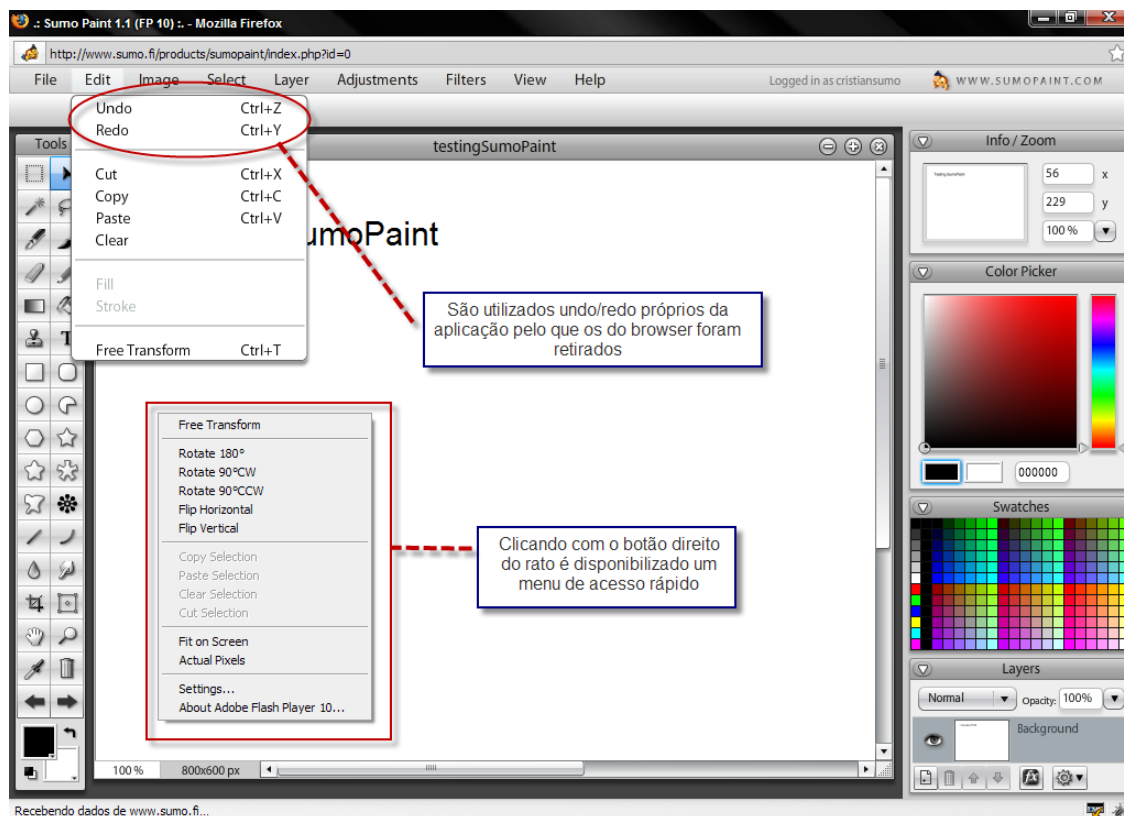 .: Sumo Paint 1.1 (FP 10) :. - Mozilla Firefox
http://www.sumo.fi/products/sumopaint/index.php?id=0
File Edit Image Select Layer Adjustments Filters View Help Logged in as cristiansumo WWW.SUMOPAINT.COM
Undo Ctrl+Z
Redo Ctrl+Y
Cut Ctrl+X
Copy Ctrl+C
Paste Ctrl+V
Clear
Fill
Stroke
Free Transform Ctrl+T
Tools
testingSumoPaint
umoPaint
São utilizados undo/redo próprios da
aplicação pelo que os do browser foram
retirados
Free Transform
Rotate 180°
Rotate 90°CW
Rotate 90°CCW
Flip Horizontal
Flip Vertical
Copy Selection
Paste Selection
Clear Selection
Cut Selection
Fit on Screen
Actual Pixels
Settings...
About Adobe Flash Player 10...
Clicando com o botão direito
do rato é disponibilizado um
menu de acesso rápido
100 % 800x600 px
Info / Zoom
56 x
229 y
100 %
Color Picker
000000
Swatches
Layers
Normal Opacity: 100%
Background
Recebendo dados de www.sumo.fi...